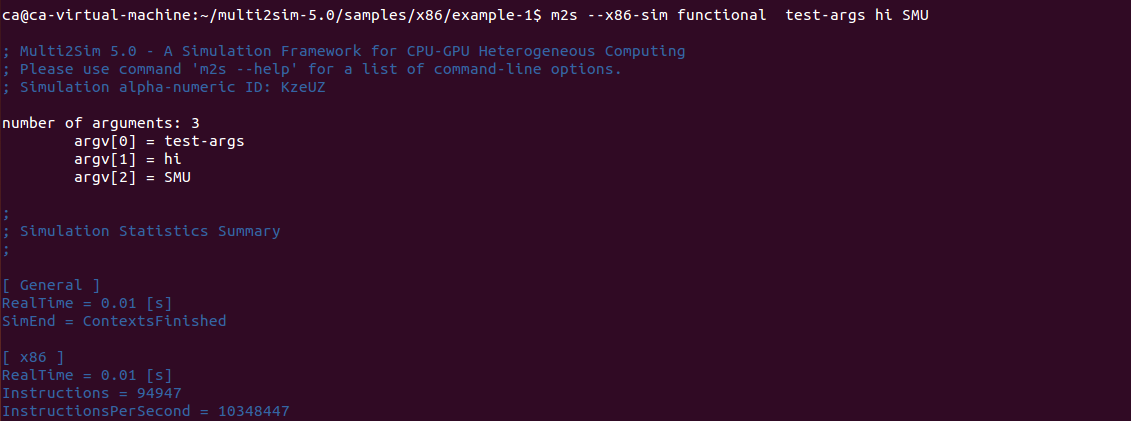 ca@ca-virtual-machine:~/multi2sim-5.0/samples/x86/example-1$ m2s --x86-sim functional  test-args hi SMU
; Multi2Sim 5.0 - A Simulation Framework for CPU-GPU Heterogeneous Computing
; Please use command 'm2s --help' for a list of command-line options.
; Simulation alpha-numeric ID: KzeUZ
number of arguments: 3
argv[0] = test-args
argv[1] = hi
argv[2] = SMU
;
; Simulation Statistics Summary
;
[ General ]
RealTime = 0.01 [s]
SimEnd = ContextsFinished
[ x86 ]
RealTime = 0.01 [s]
Instructions = 94947
InstructionsPerSecond = 10348447